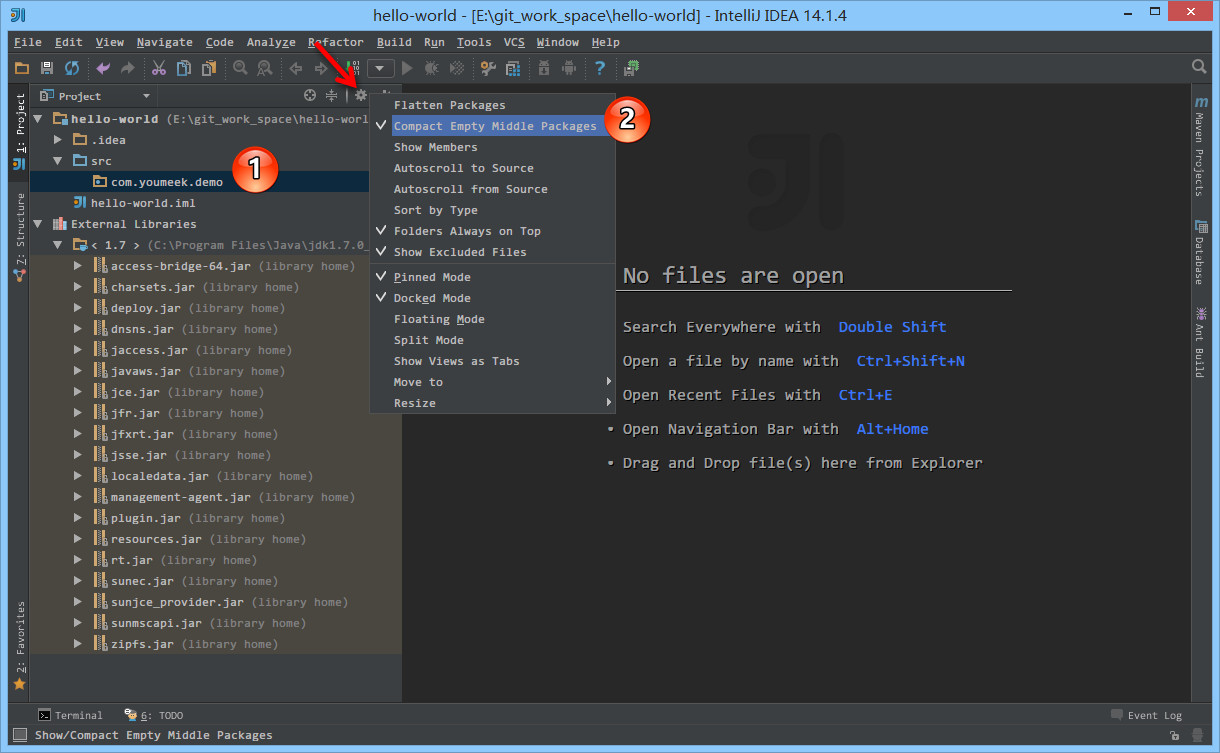 hello-world - [E:\git_work_space\hello-world] - IntelliJ IDEA 14.1.4
File Edit View Navigate Code Analyze Refactor Build Run Tools VCS Window Help
Project
1: Project
7: Structure
2: Favorites
hello-world (E:\git_work_space\hello-worl
.idea
src
com.youmeek.demo
hello-world.iml
External Libraries
< 1.7 > (C:\Program Files\Java\jdk1.7.0_
access-bridge-64.jar (library home)
charsets.jar (library home)
deploy.jar (library home)
dnsns.jar (library home)
jaccess.jar (library home)
javaws.jar (library home)
jce.jar (library home)
jfr.jar (library home)
jfxrt.jar (library home)
jsse.jar (library home)
localedata.jar (library home)
management-agent.jar (library home)
plugin.jar (library home)
resources.jar (library home)
rt.jar (library home)
sunec.jar (library home)
sunjce_provider.jar (library home)
sunmscapi.jar (library home)
zipfs.jar (library home)
1
2
Flatten Packages
Compact Empty Middle Packages
Show Members
Autoscroll to Source
Autoscroll from Source
Sort by Type
Folders Always on Top
Show Excluded Files
Pinned Mode
Docked Mode
Floating Mode
Split Mode
Show Views as Tabs
Move to
Resize
No files are open
Search Everywhere with Double Shift
Open a file by name with Ctrl+Shift+N
Open Recent Files with Ctrl+E
• Open Navigation Bar with Alt+Home
• Drag and Drop file(s) here from Explorer
m
Maven Projects
Database
Ant Build
Terminal
6: TODO
Event Log
Show/Compact Empty Middle Packages